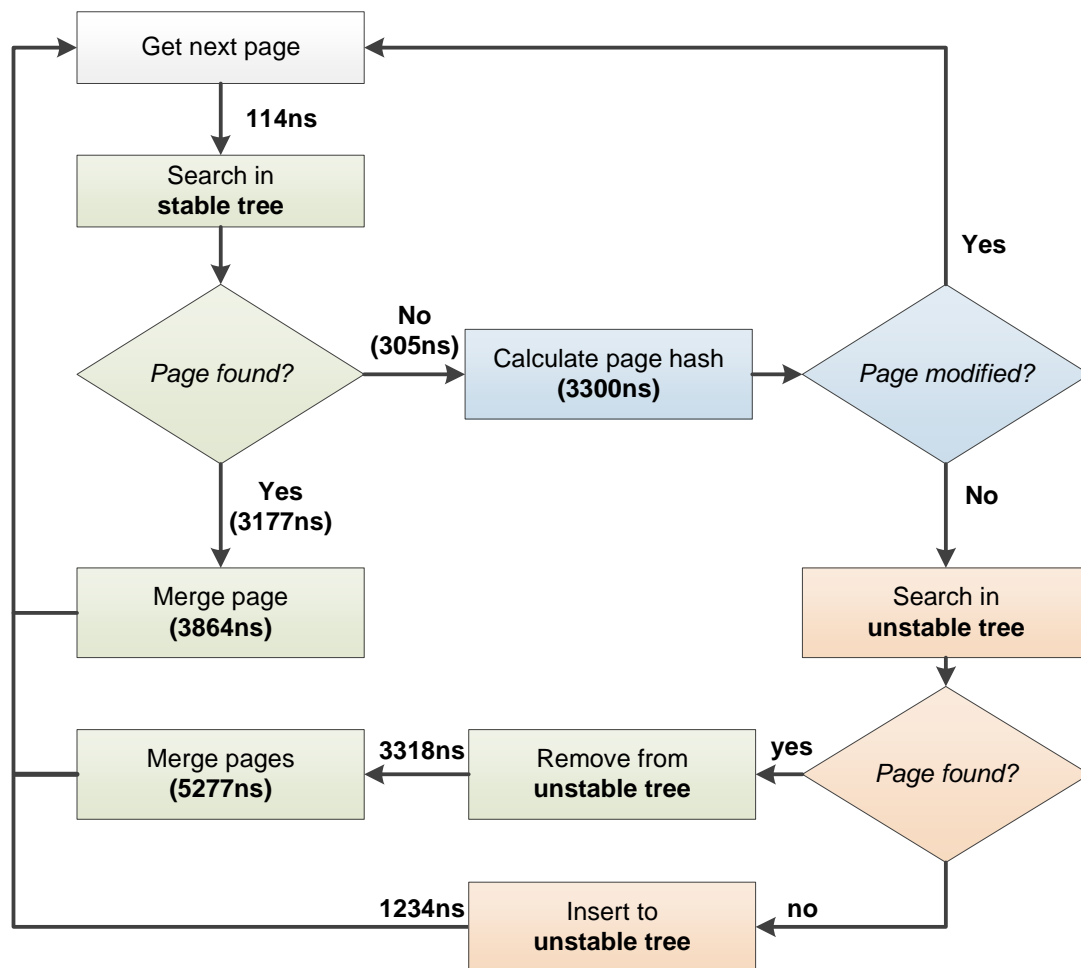 Get next page
114ns
Search in
stable tree
Yes
No
(305ns)
Calculate page hash
(3300ns)
Page found?
Page modified?
Yes
(3177ns)
No
Merge page
(3864ns)
Search in
unstable tree
Merge pages
(5277ns)
3318ns
Remove from
unstable tree
yes
Page found?
1234ns
Insert to
unstable tree
no